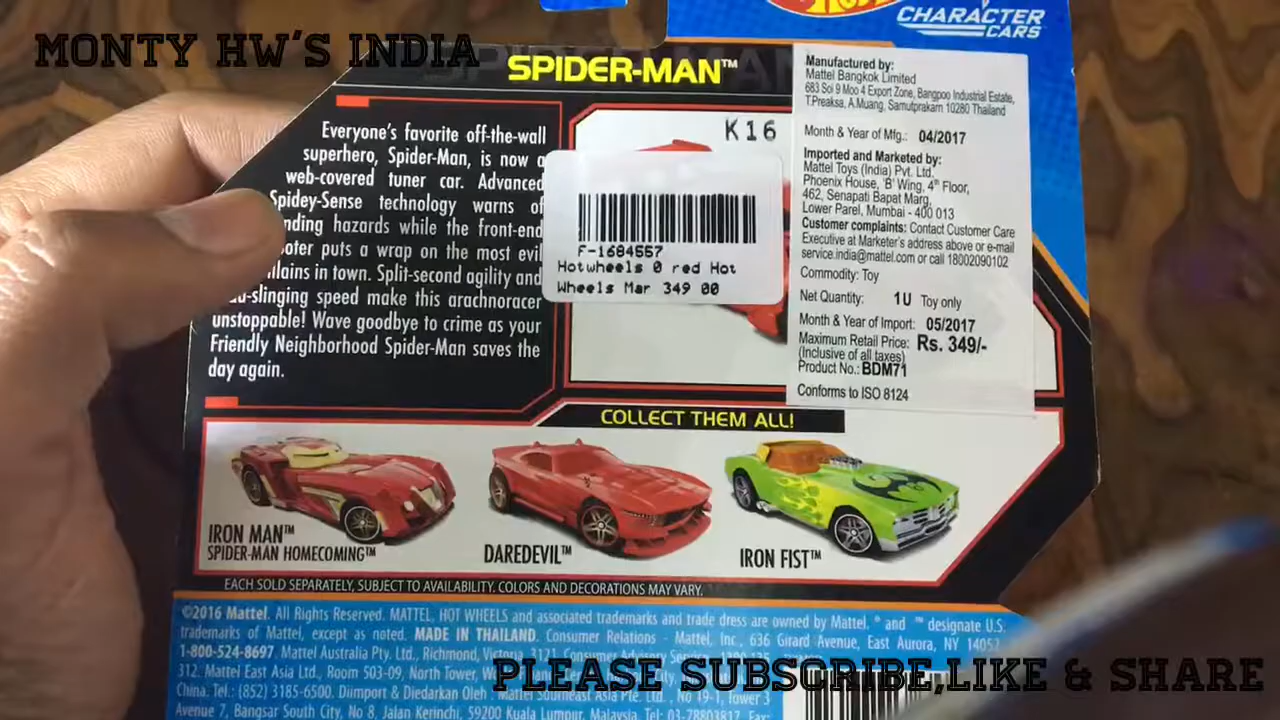 MONTY HW'S INDIA
CHARACTER
CARS
SPIDER-MAN™
Everyone's favorite off-the-wall
superhero, Spider-Man, is now a
web-covered tuner car. Advanced
Spidey-Sense technology warns of
hazards while the front-end
puts a wrap on the most evil
in town. Split-second agility and
-slinging speed make this arachnoracer
unstoppable! Wave goodbye to crime as your
Friendly Neighborhood Spider-Man saves the
day again.
K16
F-1684557
Hotwheels 0 red Hot
Wheels Mar 349 00
Manufactured by:
Mattel Bangkok Limited
683 Soi 9 Moo 4 Export Zone, Bangpoo Industrial Estate,
T.Preaksa, A.Muang, Samutprakarn 10280 Thailand
Month & Year of Mfg.: 04/2017
Imported and Marketed by:
Mattel Toys (India) Pvt. Ltd.
Phoenix House, 'B' Wing, 4th Floor,
462, Senapati Bapat Marg,
Lower Parel, Mumbai - 400 013
Customer complaints: Contact Customer Care
Executive at Marketer's address above or e-mail
service.india@mattel.com or call 18002090102
Commodity: Toy
Net Quantity: 1U Toy only
Month & Year of Import: 05/2017
Maximum Retail Price: Rs. 349/-
(Inclusive of all taxes)
Product No.: BDM71
Conforms to ISO 8124
COLLECT THEM ALL!
IRON MAN™
SPIDER-MAN HOMECOMING™
DAREDEVIL™
IRON FIST™
EACH SOLD SEPARATELY, SUBJECT TO AVAILABILITY. COLORS AND DECORATIONS MAY VARY.
©2016 Mattel. All Rights Reserved. MATTEL, HOT WHEELS and associated trademarks and trade dress are owned by Mattel. ® and ™ designate U.S.
trademarks of Mattel, except as noted. MADE IN THAILAND. Consumer Relations - Mattel, Inc., 636 Girard Avenue, East Aurora, NY 14052
1-800-524-8697. Mattel Australia Pty. Ltd., Richmond, Victoria 3121. Consumer Advisory Service
312. Mattel East Asia Ltd., Room 503-09, North Tower,
China. Tel.: (852) 3185-6500. Diimport & Diedarkan Oleh : Mattel Southeast Asia Pte. Ltd., No 19-1, Tower 3
Avenue 7, Bangsar South City, No 8, Jalan Kerinchi, 59200 Kuala Lumpur, Malaysia. Tel: 03-78803817, Fax:
PLEASE SUBSCRIBE,LIKE & SHARE